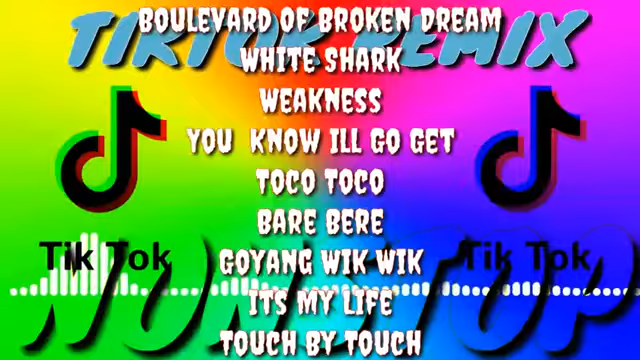 TIKTOK REMIX
BOULEVARD OF BROKEN DREAM
WHITE SHARK
WEAKNESS
YOU KNOW ILL GO GET
TOCO TOCO
BARE BERE
GOYANG WIK WIK
ITS MY LIFE
TOUCH BY TOUCH
Tik Tok
Tik Tok
NONSTOP